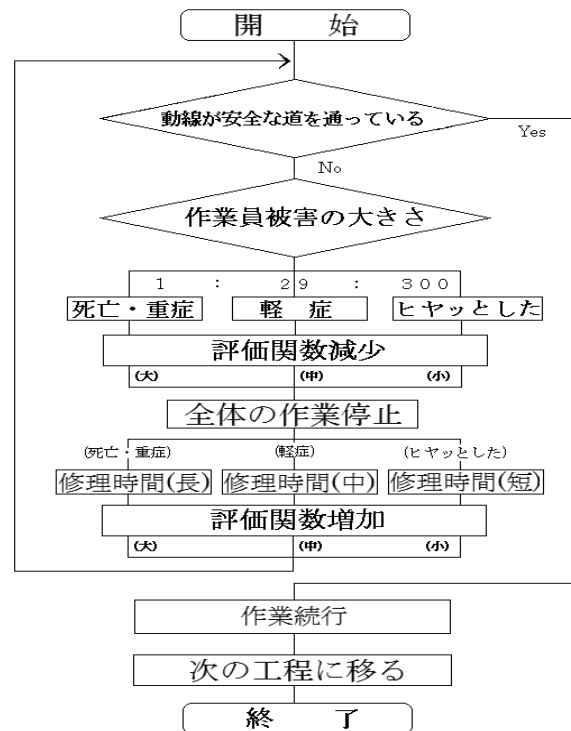 開 始
動線が安全な道を通っている
Yes
No
作業員被害の大きさ
1 : 29 : 300
死亡・重症 軽 症 ヒヤッとした
評価関数減少
(大) (中) (小)
全体の作業停止
(死亡・重症) (軽症) (ヒヤッとした)
修理時間(長) 修理時間(中) 修理時間(短)
評価関数増加
(大) (中) (小)
作業続行
次の工程に移る
終 了